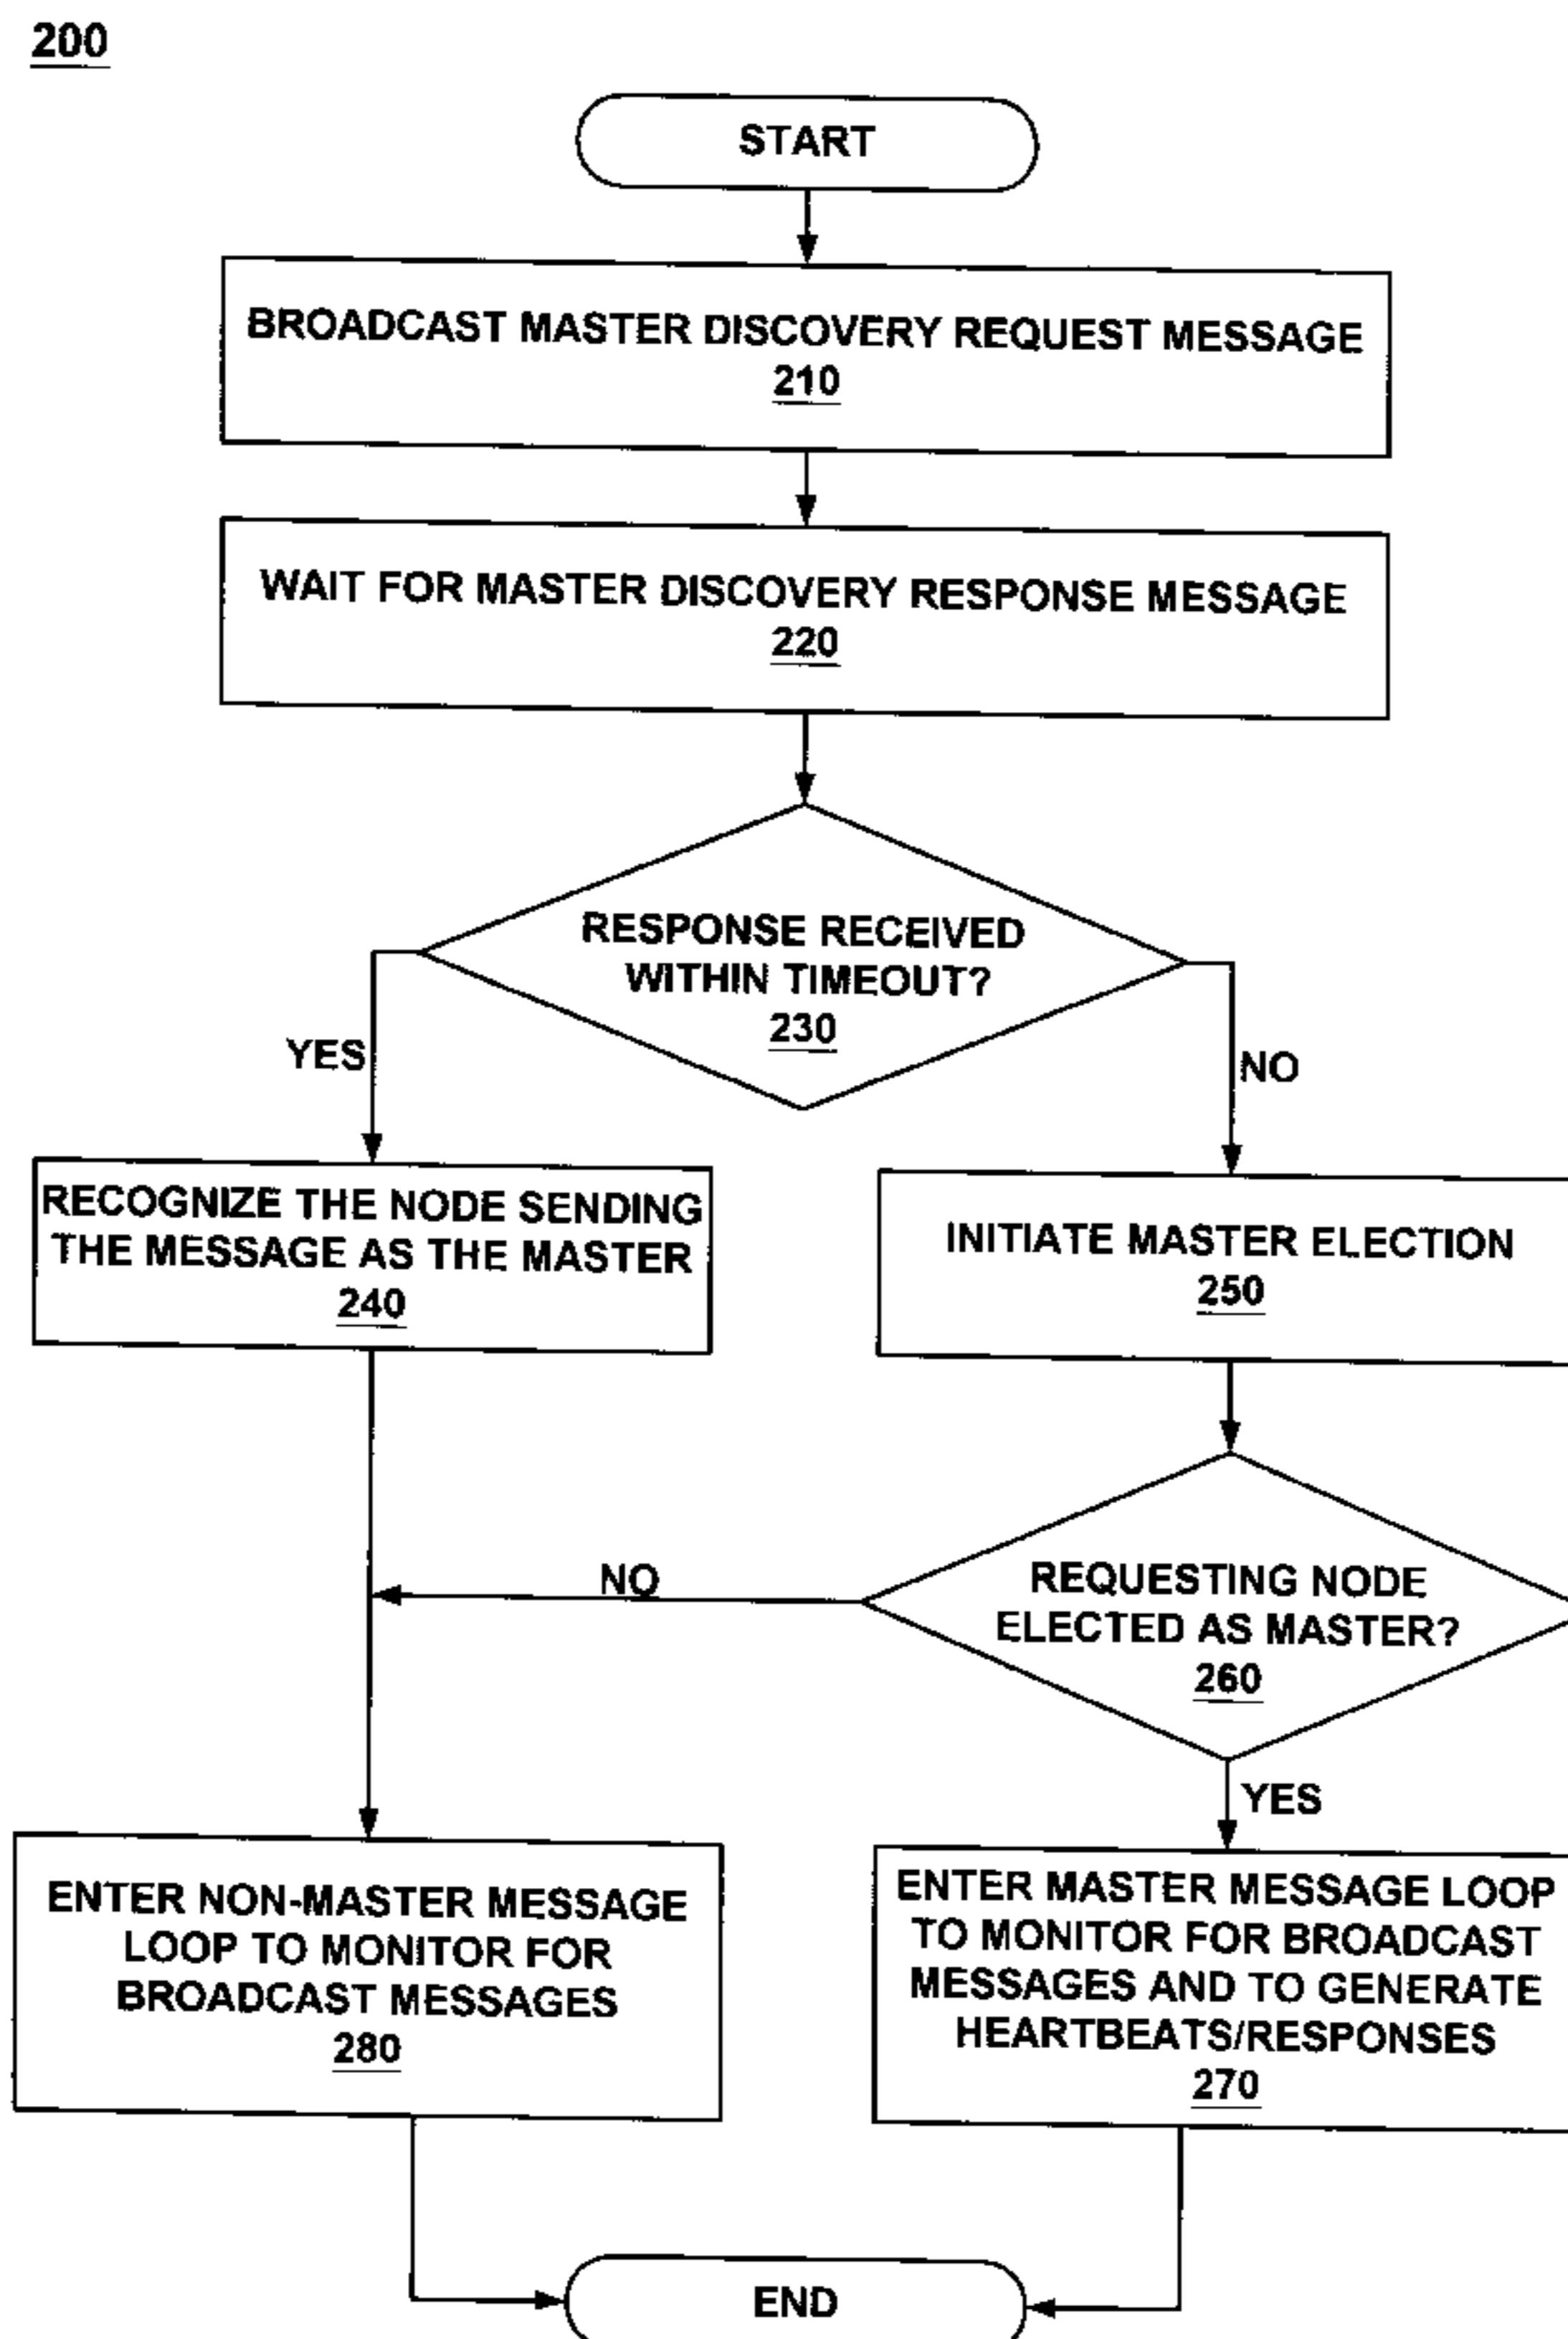 200
START
BROADCAST MASTER DISCOVERY REQUEST MESSAGE
210
WAIT FOR MASTER DISCOVERY RESPONSE MESSAGE
220
RESPONSE RECEIVED
WITHIN TIMEOUT?
230
YES
NO
RECOGNIZE THE NODE SENDING
THE MESSAGE AS THE MASTER
240
INITIATE MASTER ELECTION
250
NO
REQUESTING NODE
ELECTED AS MASTER?
260
YES
ENTER NON-MASTER MESSAGE
LOOP TO MONITOR FOR
BROADCAST MESSAGES
280
ENTER MASTER MESSAGE LOOP
TO MONITOR FOR BROADCAST
MESSAGES AND TO GENERATE
HEARTBEATS/RESPONSES
270
END